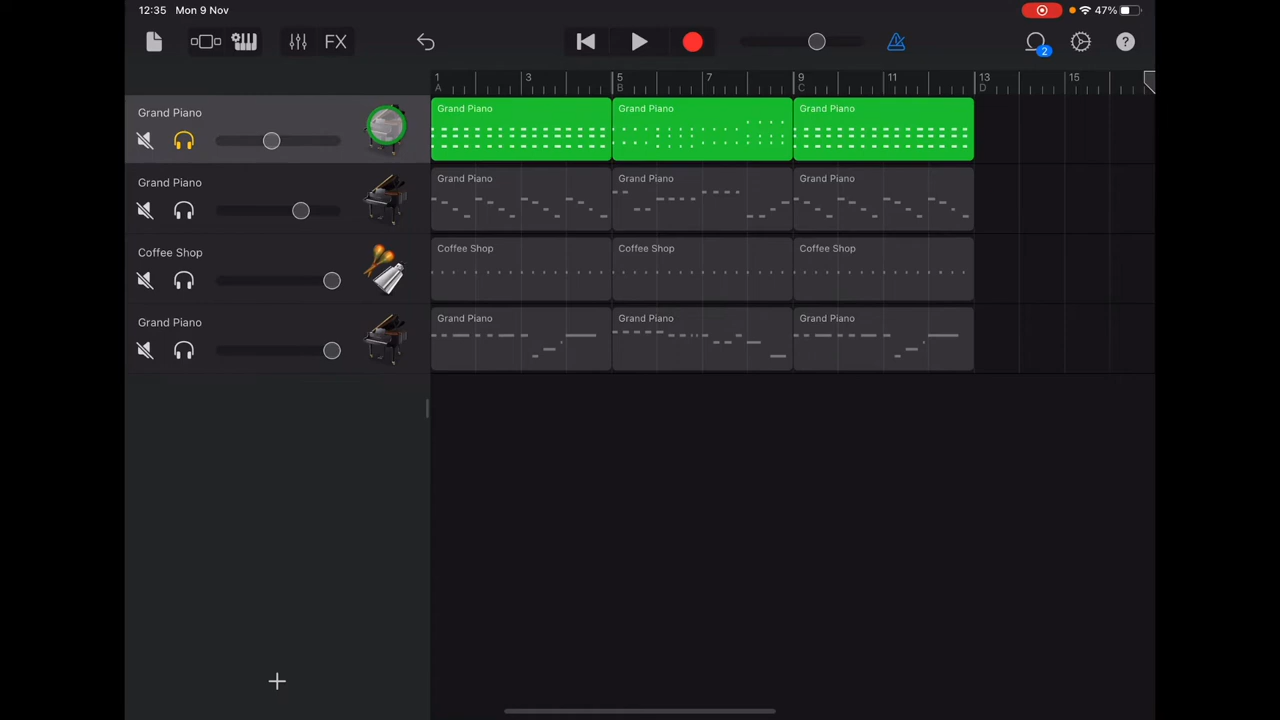 12:35 Mon 9 Nov 47%
FX 2 ?
1 3 5 7 9 11 13 15
A B C D
Grand Piano Grand Piano Grand Piano Grand Piano
Grand Piano Grand Piano Grand Piano Grand Piano
Coffee Shop Coffee Shop Coffee Shop Coffee Shop
Grand Piano Grand Piano Grand Piano Grand Piano